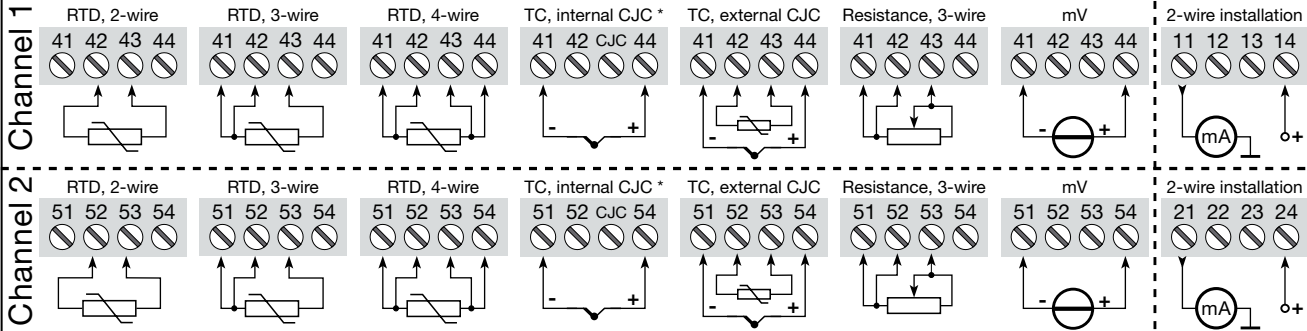 Channel 1
RTD, 2-wire RTD, 3-wire RTD, 4-wire TC, internal CJC * TC, external CJC Resistance, 3-wire mV 2-wire installation
41 42 43 44 41 42 43 44 41 42 43 44 41 42 CJC 44 41 42 43 44 41 42 43 44 41 42 43 44 11 12 13 14
- + - + - + mA +
Channel 2
RTD, 2-wire RTD, 3-wire RTD, 4-wire TC, internal CJC * TC, external CJC Resistance, 3-wire mV 2-wire installation
51 52 53 54 51 52 53 54 51 52 53 54 51 52 CJC 54 51 52 53 54 51 52 53 54 51 52 53 54 21 22 23 24
- + - + - + mA +